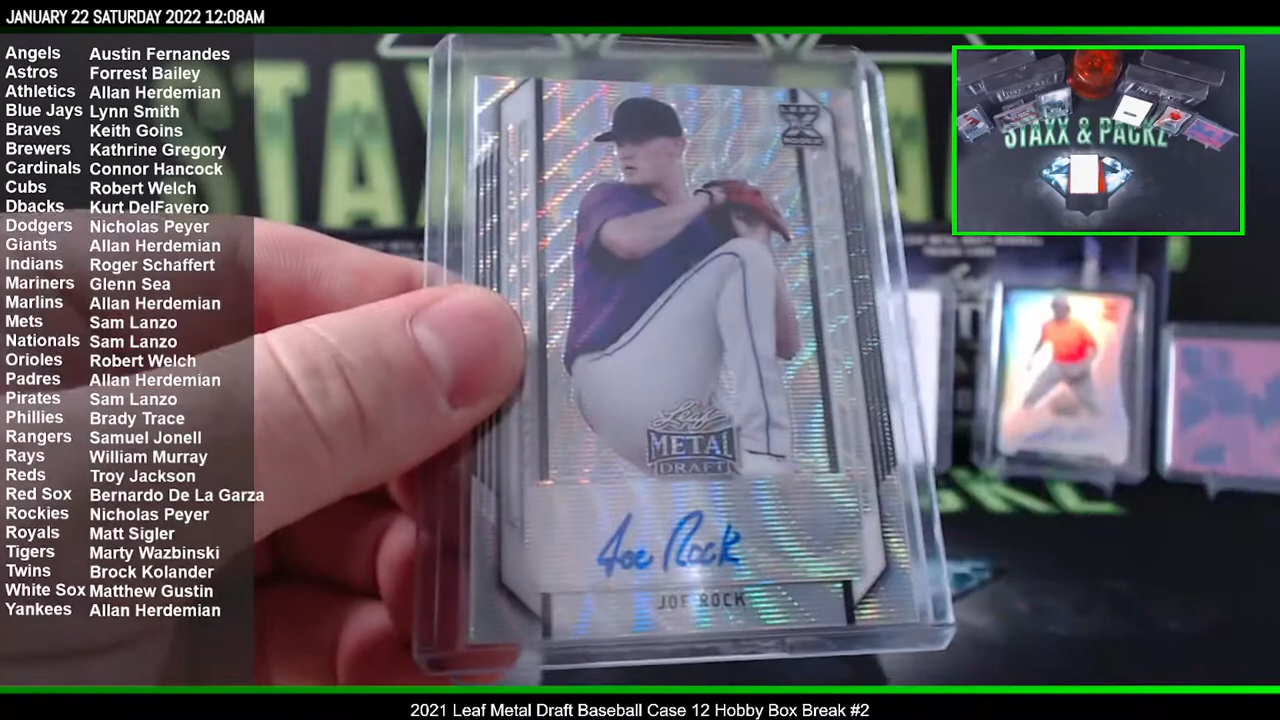 JANUARY 22 SATURDAY 2022 12:08AM
Angels Austin Fernandes
Astros Forrest Bailey
Athletics Allan Herdemian
Blue Jays Lynn Smith
Braves Keith Goins
Brewers Kathrine Gregory
Cardinals Connor Hancock
Cubs Robert Welch
Dbacks Kurt DelFavero
Dodgers Nicholas Peyer
Giants Allan Herdemian
Indians Roger Schaffert
Mariners Glenn Sea
Marlins Allan Herdemian
Mets Sam Lanzo
Nationals Sam Lanzo
Orioles Robert Welch
Padres Allan Herdemian
Pirates Sam Lanzo
Phillies Brady Trace
Rangers Samuel Jonell
Rays William Murray
Reds Troy Jackson
Red Sox Bernardo De La Garza
Rockies Nicholas Peyer
Royals Matt Sigler
Tigers Marty Wazbinski
Twins Brock Kolander
White Sox Matthew Gustin
Yankees Allan Herdemian
LEAF
Leaf
METAL
DRAFT
Joe Rock
JOE ROCK
STAXX & PACKZ
2021 Leaf Metal Draft Baseball Case 12 Hobby Box Break #2